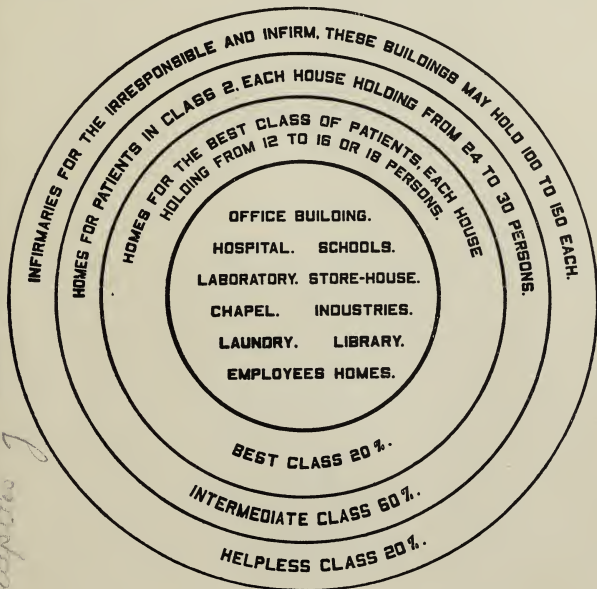 INFIRMARIES FOR THE IRRESPONSIBLE AND INFIRM, THESE BUILDINGS MAY HOLD 100 TO 150 EACH.
HOMES FOR PATIENTS IN CLASS 2, EACH HOUSE HOLDING FROM 24 TO 30 PERSONS.
HOMES FOR THE BEST CLASS OF PATIENTS, EACH HOUSE
HOLDING FROM 12 TO 16 OR 18 PERSONS.
OFFICE BUILDING.
HOSPITAL. SCHOOLS.
LABORATORY. STORE-HOUSE.
CHAPEL. INDUSTRIES.
LAUNDRY. LIBRARY.
EMPLOYEES HOMES.
BEST CLASS 20%.
INTERMEDIATE CLASS 60%.
HELPLESS CLASS 20%.